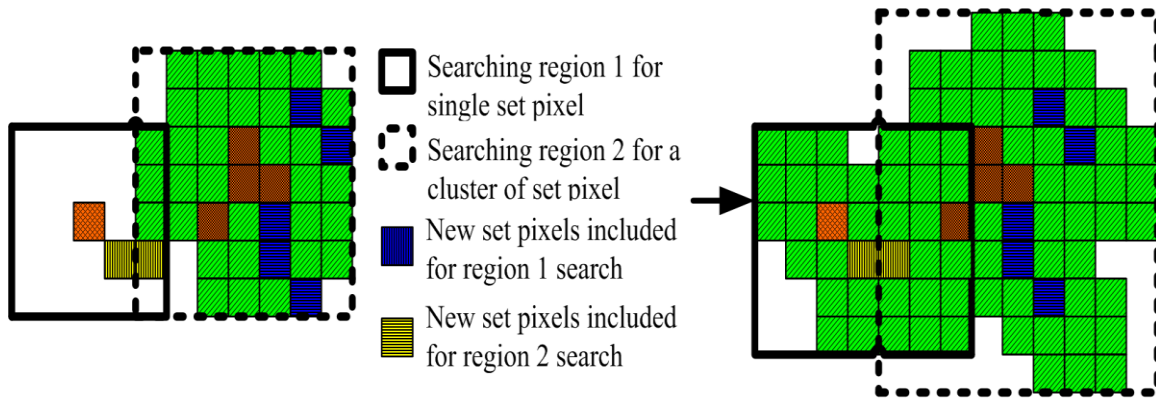 Searching region 1 for
single set pixel
Searching region 2 for a
cluster of set pixel
New set pixels included
for region 1 search
New set pixels included
for region 2 search